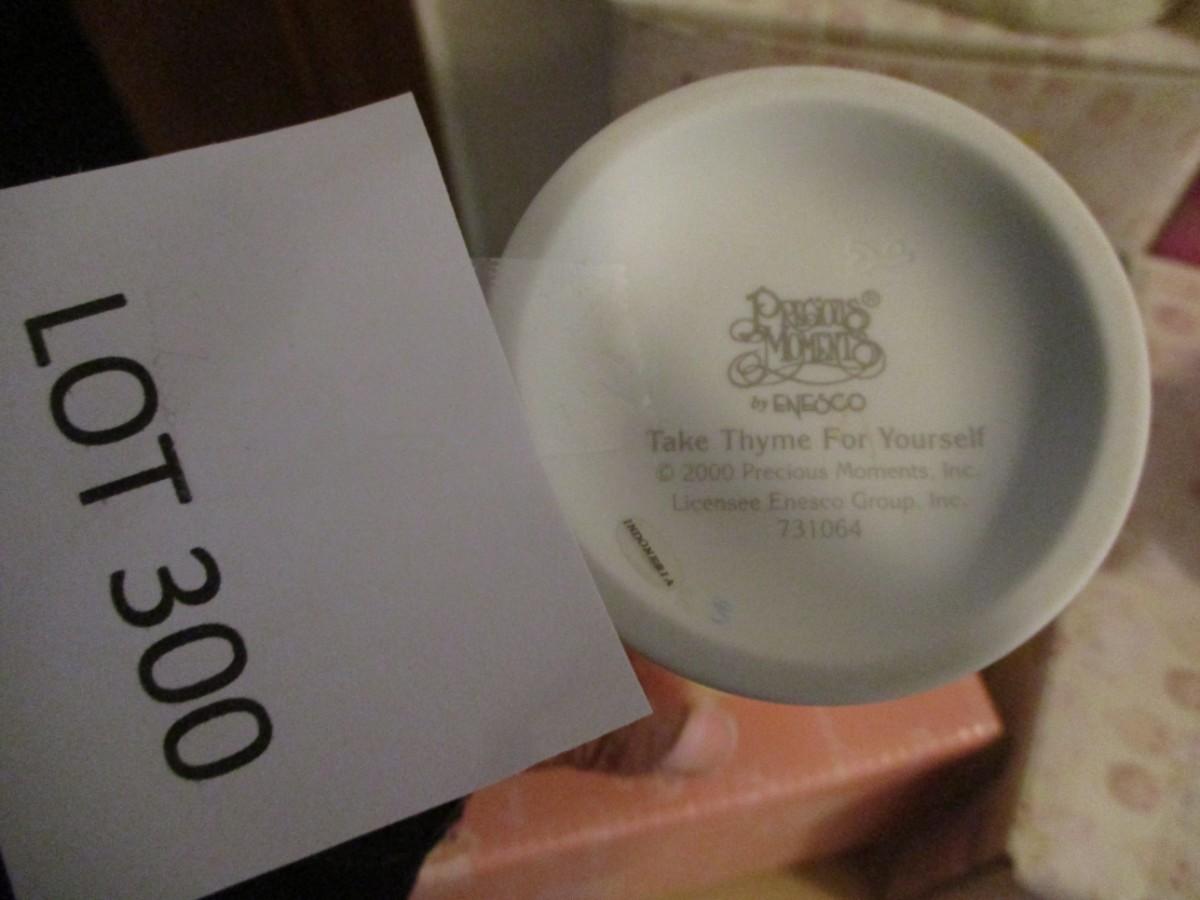 LOT 300
PRECIOUS
MOMENTS®
by ENESCO
Take Thyme For Yourself
© 2000 Precious Moments, Inc.
Licensee Enesco Group, Inc.
731064
INDONESIA